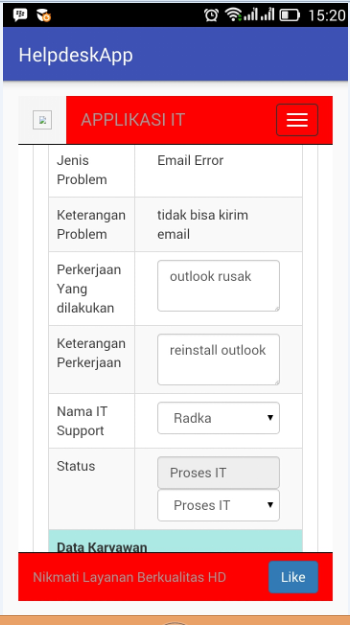 15:20
HelpdeskApp
APPLIKASI IT
Jenis
Problem
Email Error
Keterangan
Problem
tidak bisa kirim
email
Perkerjaan
Yang
dilakukan
outlook rusak
Keterangan
Perkerjaan
reinstall outlook
Nama IT
Support
Radka
Status
Proses IT
Proses IT
Data Karyawan
Nikmati Layanan Berkualitas HD
Like